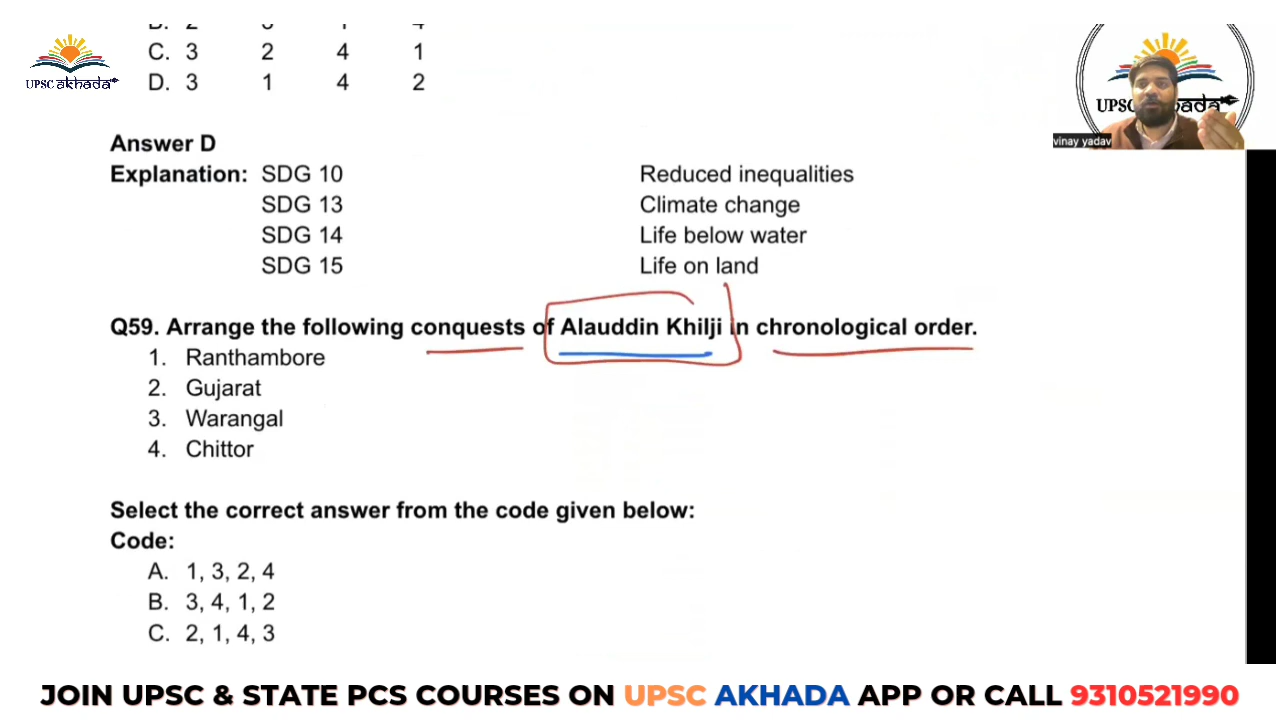 C. 3 2 4 1
D. 3 1 4 2
UPSC akhada
UPSC akhada
vinay yadav
Answer D
Explanation: SDG 10 Reduced inequalities
SDG 13 Climate change
SDG 14 Life below water
SDG 15 Life on land
Q59. Arrange the following conquests of Alauddin Khilji in chronological order.
1. Ranthambore
2. Gujarat
3. Warangal
4. Chittor
Select the correct answer from the code given below:
Code:
A. 1, 3, 2, 4
B. 3, 4, 1, 2
C. 2, 1, 4, 3
JOIN UPSC & STATE PCS COURSES ON UPSC AKHADA APP OR CALL 9310521990